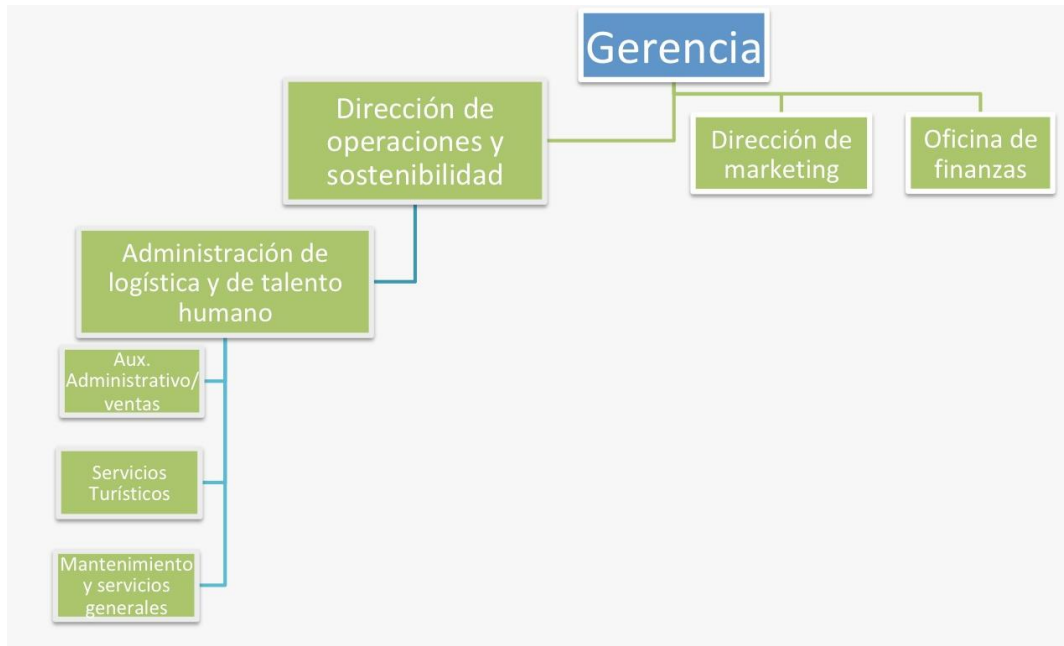 Gerencia
Dirección de
operaciones y
sostenibilidad
Dirección de
marketing
Oficina de
finanzas
Administración de
logística y de talento
humano
Aux.
Administrativo/
ventas
Servicios
Turísticos
Mantenimiento
y servicios
generales